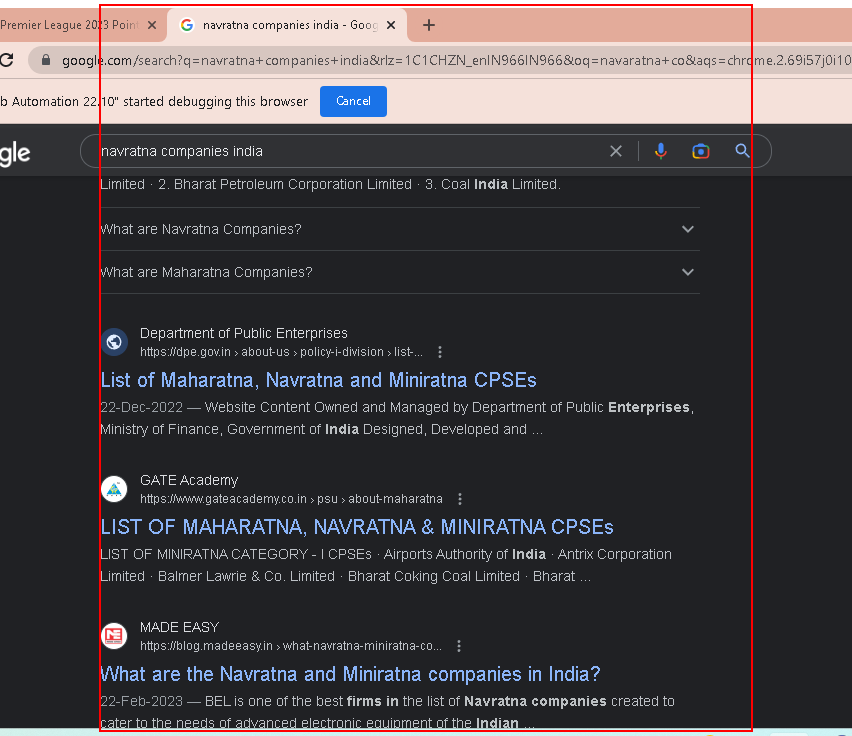 Premier League 2023 Point
navratna companies india - Goog
google.com/search?q=navratna+companies+india&rlz=1C1CHZN_enIN966IN966&oq=navaratna+co&aqs=chrome.2.69i57j0i10
b Automation 22.10" started debugging this browser
Cancel
gle
navratna companies india
Limited · 2. Bharat Petroleum Corporation Limited · 3. Coal India Limited.
What are Navratna Companies?
What are Maharatna Companies?
Department of Public Enterprises
https://dpe.gov.in › about-us › policy-i-division › list-...
List of Maharatna, Navratna and Miniratna CPSEs
22-Dec-2022 — Website Content Owned and Managed by Department of Public Enterprises,
Ministry of Finance, Government of India Designed, Developed and ...
GATE Academy
https://www.gateacademy.co.in › psu › about-maharatna
LIST OF MAHARATNA, NAVRATNA & MINIRATNA CPSEs
LIST OF MINIRATNA CATEGORY - I CPSEs · Airports Authority of India · Antrix Corporation
Limited · Balmer Lawrie & Co. Limited · Bharat Coking Coal Limited · Bharat ...
MADE EASY
https://blog.madeeasy.in › what-navratna-miniratna-co...
What are the Navratna and Miniratna companies in India?
22-Feb-2023 — BEL is one of the best firms in the list of Navratna companies created to
cater to the needs of advanced electronic equipment of the Indian ...